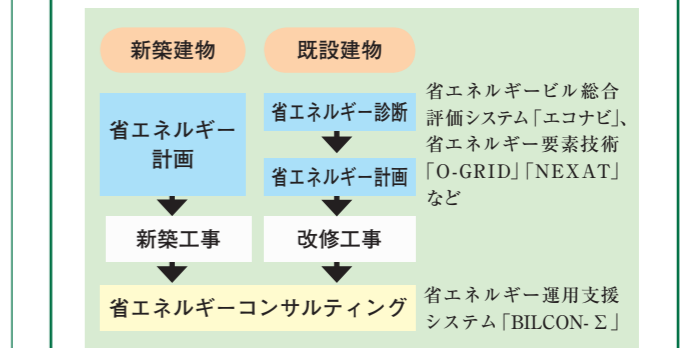 新築建物
既設建物
省エネルギー
計画
省エネルギー診断
省エネルギー計画
省エネルギービル総合
評価システム「エコナビ」、
省エネルギー要素技術
「O-GRID」「NEXAT」
など
新築工事
改修工事
省エネルギーコンサルティング
省エネルギー運用支援
システム「BILCON-Σ」